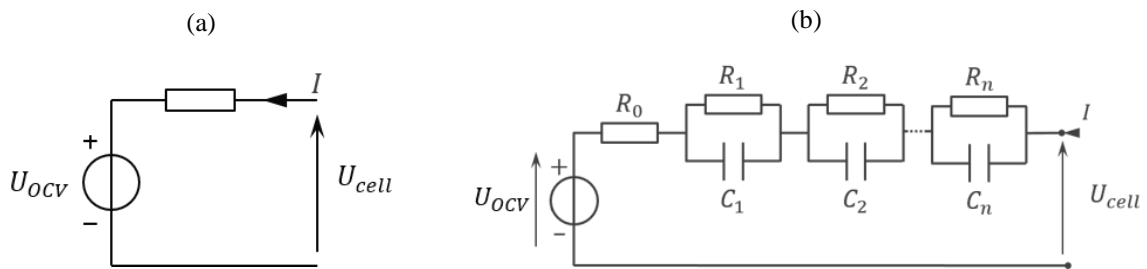 (a)
I
+
U_OCV
−
U_cell
(b)
R_1 R_2 R_n
R_0
I
+
U_OCV
−
C_1 C_2 C_n
U_cell